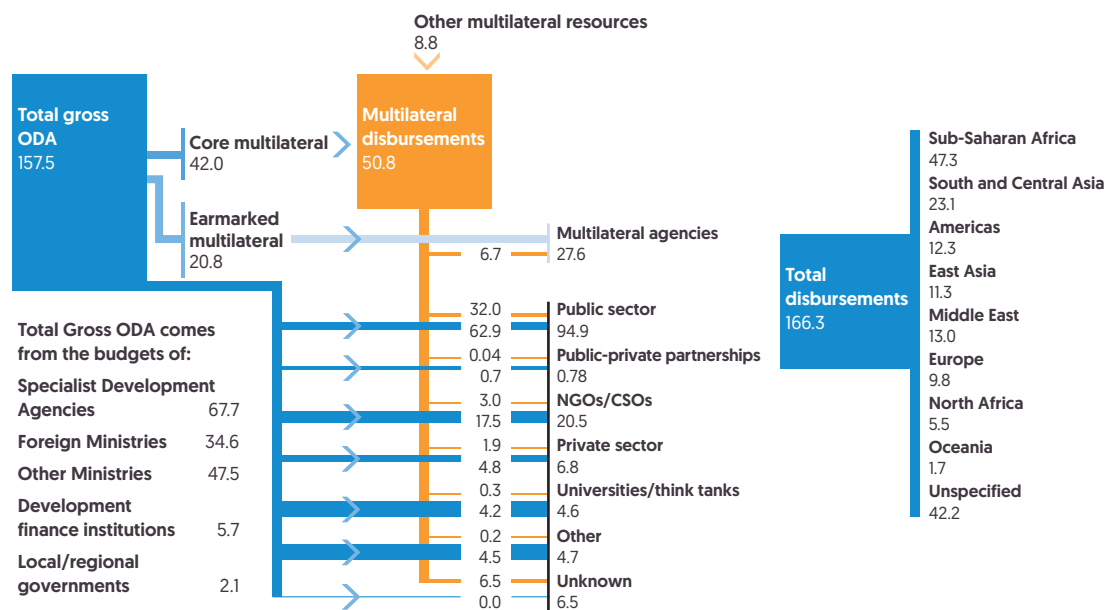 Other multilateral resources
8.8
Total gross
ODA
157.5
Core multilateral
42.0
Earmarked
multilateral
20.8
Multilateral
disbursements
50.8
Multilateral agencies
6.7
27.6
32.0
Public sector
62.9
94.9
0.04
Public-private partnerships
0.7
0.78
3.0
NGOs/CSOs
17.5
20.5
1.9
Private sector
4.8
6.8
0.3
Universities/think tanks
4.2
4.6
0.2
Other
4.5
4.7
6.5
Unknown
0.0
6.5
Total Gross ODA comes
from the budgets of:
Specialist Development
Agencies 67.7
Foreign Ministries 34.6
Other Ministries 47.5
Development
finance institutions 5.7
Local/regional
governments 2.1
Total
disbursements
166.3
Sub-Saharan Africa
47.3
South and Central Asia
23.1
Americas
12.3
East Asia
11.3
Middle East
13.0
Europe
9.8
North Africa
5.5
Oceania
1.7
Unspecified
42.2